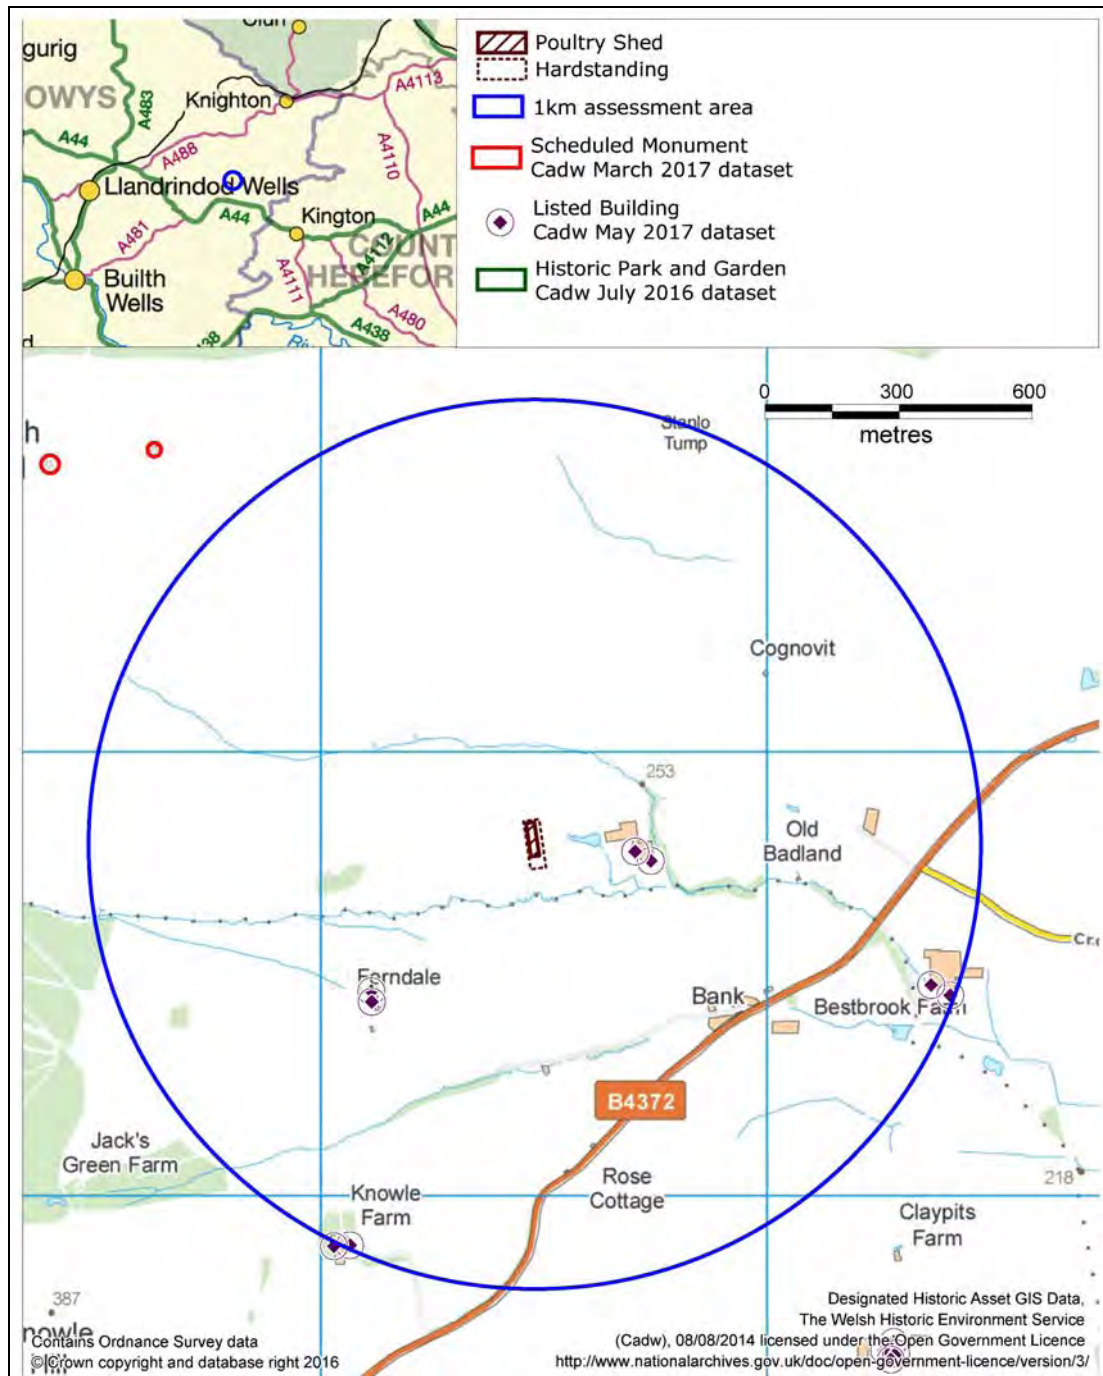 Clun
gurig
OWYS
A483
Knighton
A4113
A44
A488
A4110
Llandrindod Wells
A44
Kington
A44
A481
COUNT
HEREFOR
A4112
A4111
Builth
Wells
A480
A438
Poultry Shed
Hardstanding
1km assessment area
Scheduled Monument
Cadw March 2017 dataset
Listed Building
Cadw May 2017 dataset
Historic Park and Garden
Cadw July 2016 dataset
0 300 600
metres
h
Stanlo
Tump
Cognovit
253
Old
Badland
Ferndale
Bank
Bestbrook Farm
B4372
Jack's
Green Farm
Rose
Cottage
218
Knowle
Farm
Claypits
Farm
387
Contains Ordnance Survey data
© Crown copyright and database right 2016
Designated Historic Asset GIS Data,
The Welsh Historic Environment Service
(Cadw), 08/08/2014 licensed under the Open Government Licence
http://www.nationalarchives.gov.uk/doc/open-government-licence/version/3/